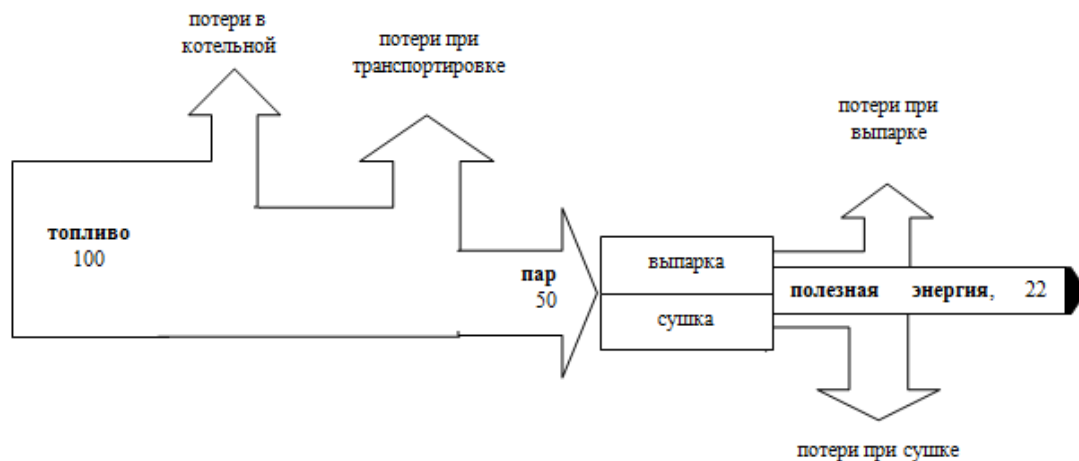 потери в
котельной
потери при
транспортировке
потери при
выпарке
топливо
100
пар
50
выпарка
сушка
полезная энергия, 22
потери при сушке